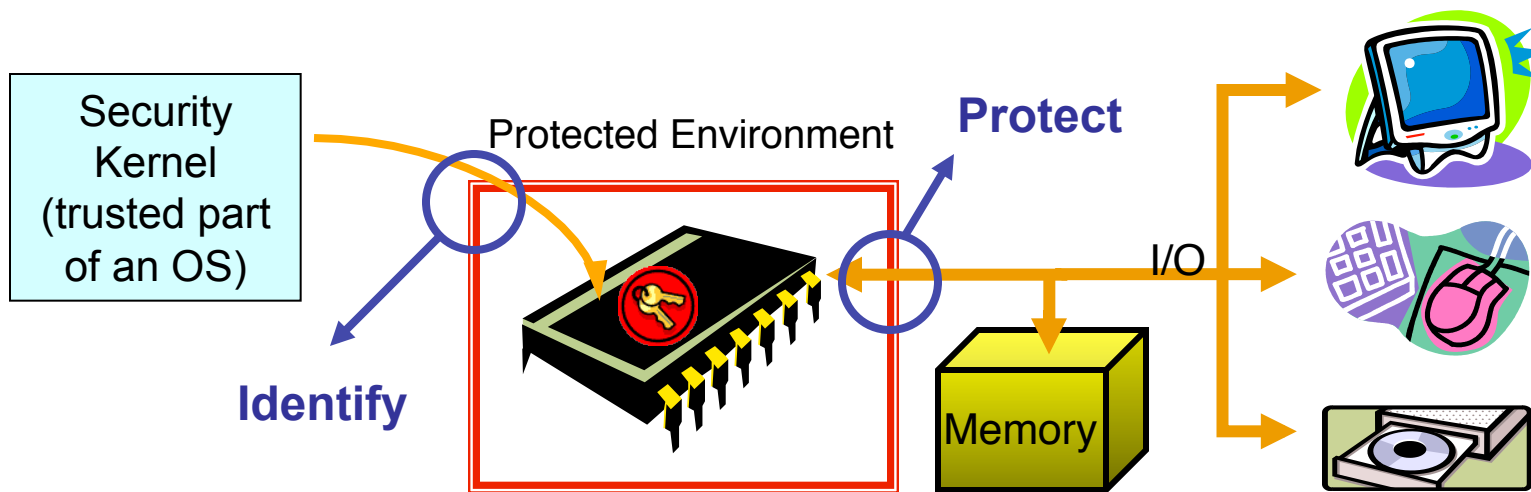 Security
Kernel
(trusted part
of an OS)
Protected Environment
Protect
I/O
Identify
Memory